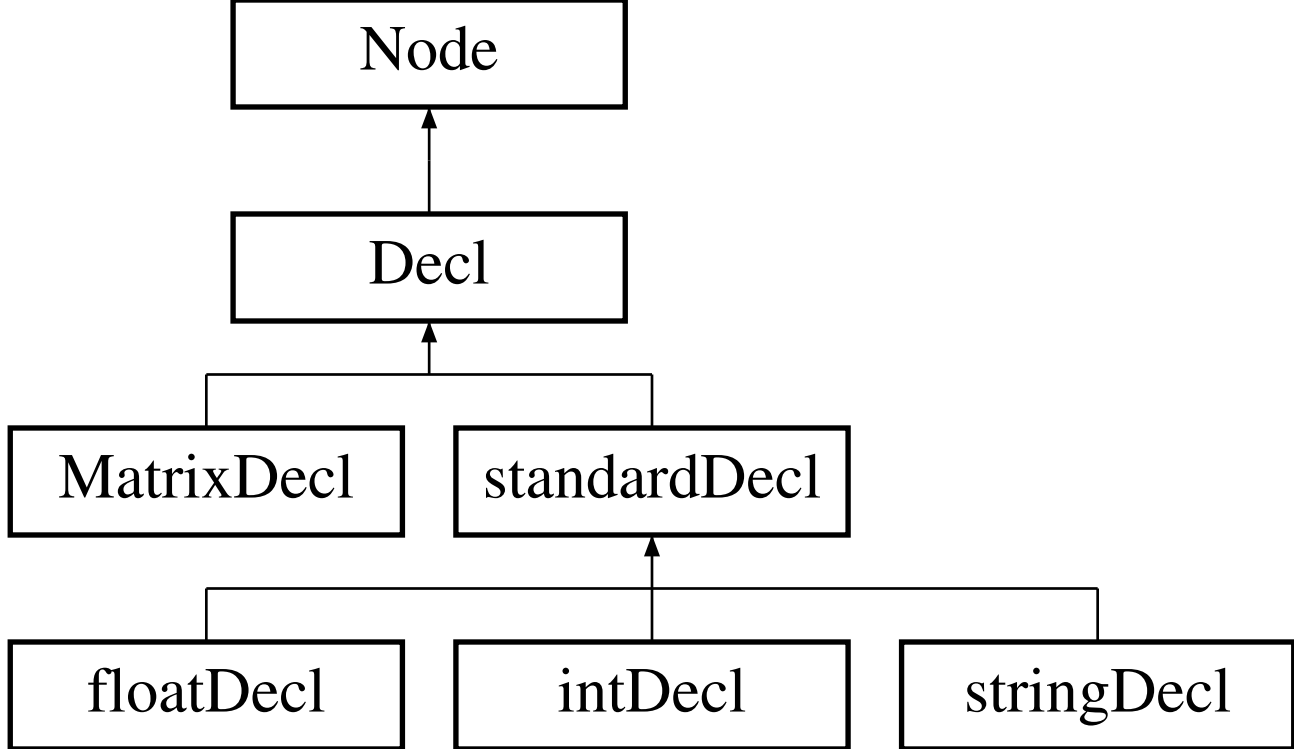 Node
Decl
MatrixDecl
standardDecl
floatDecl
intDecl
stringDecl